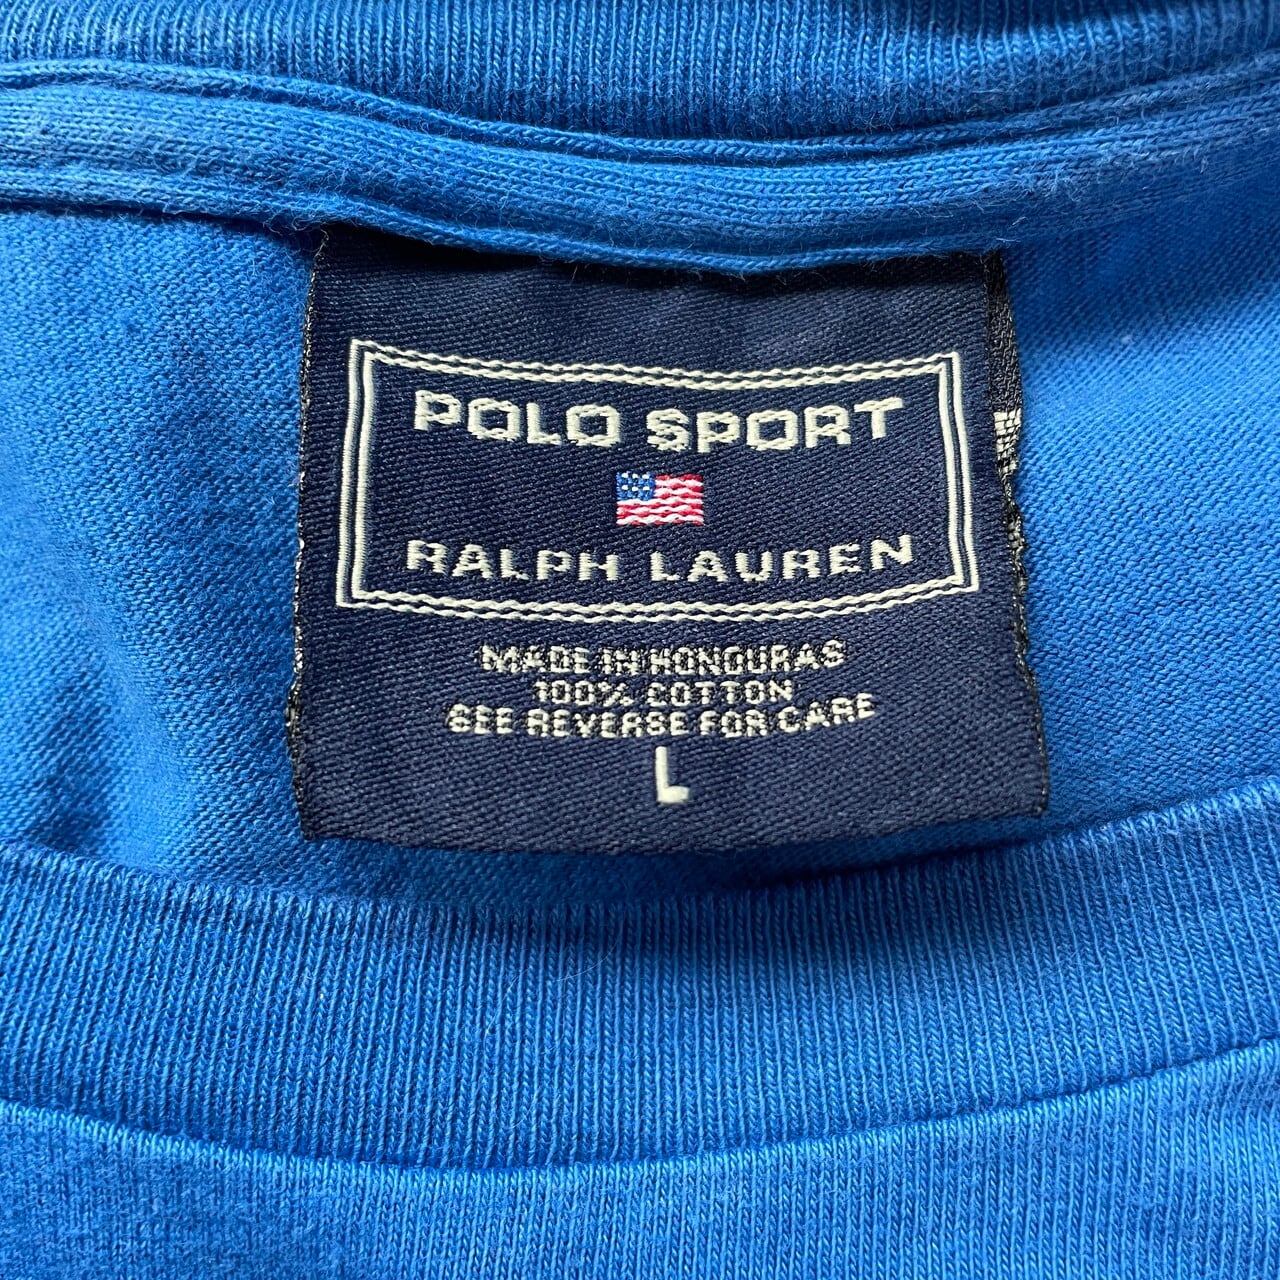 POLO SPORT
RALPH LAUREN
MADE IN HONDURAS
100% COTTON
SEE REVERSE FOR CARE
L